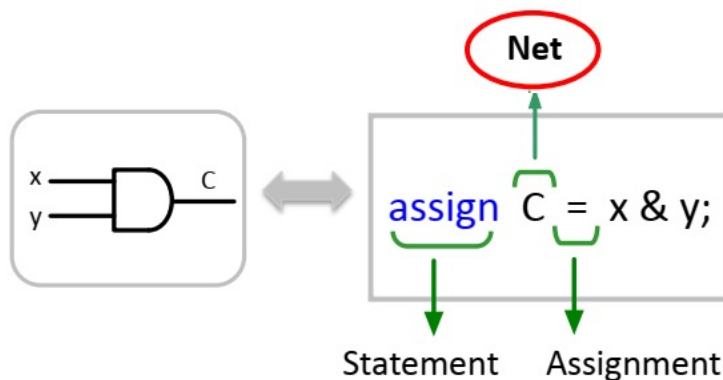 Net
x
y
C
assign C = x & y;
Statement Assignment